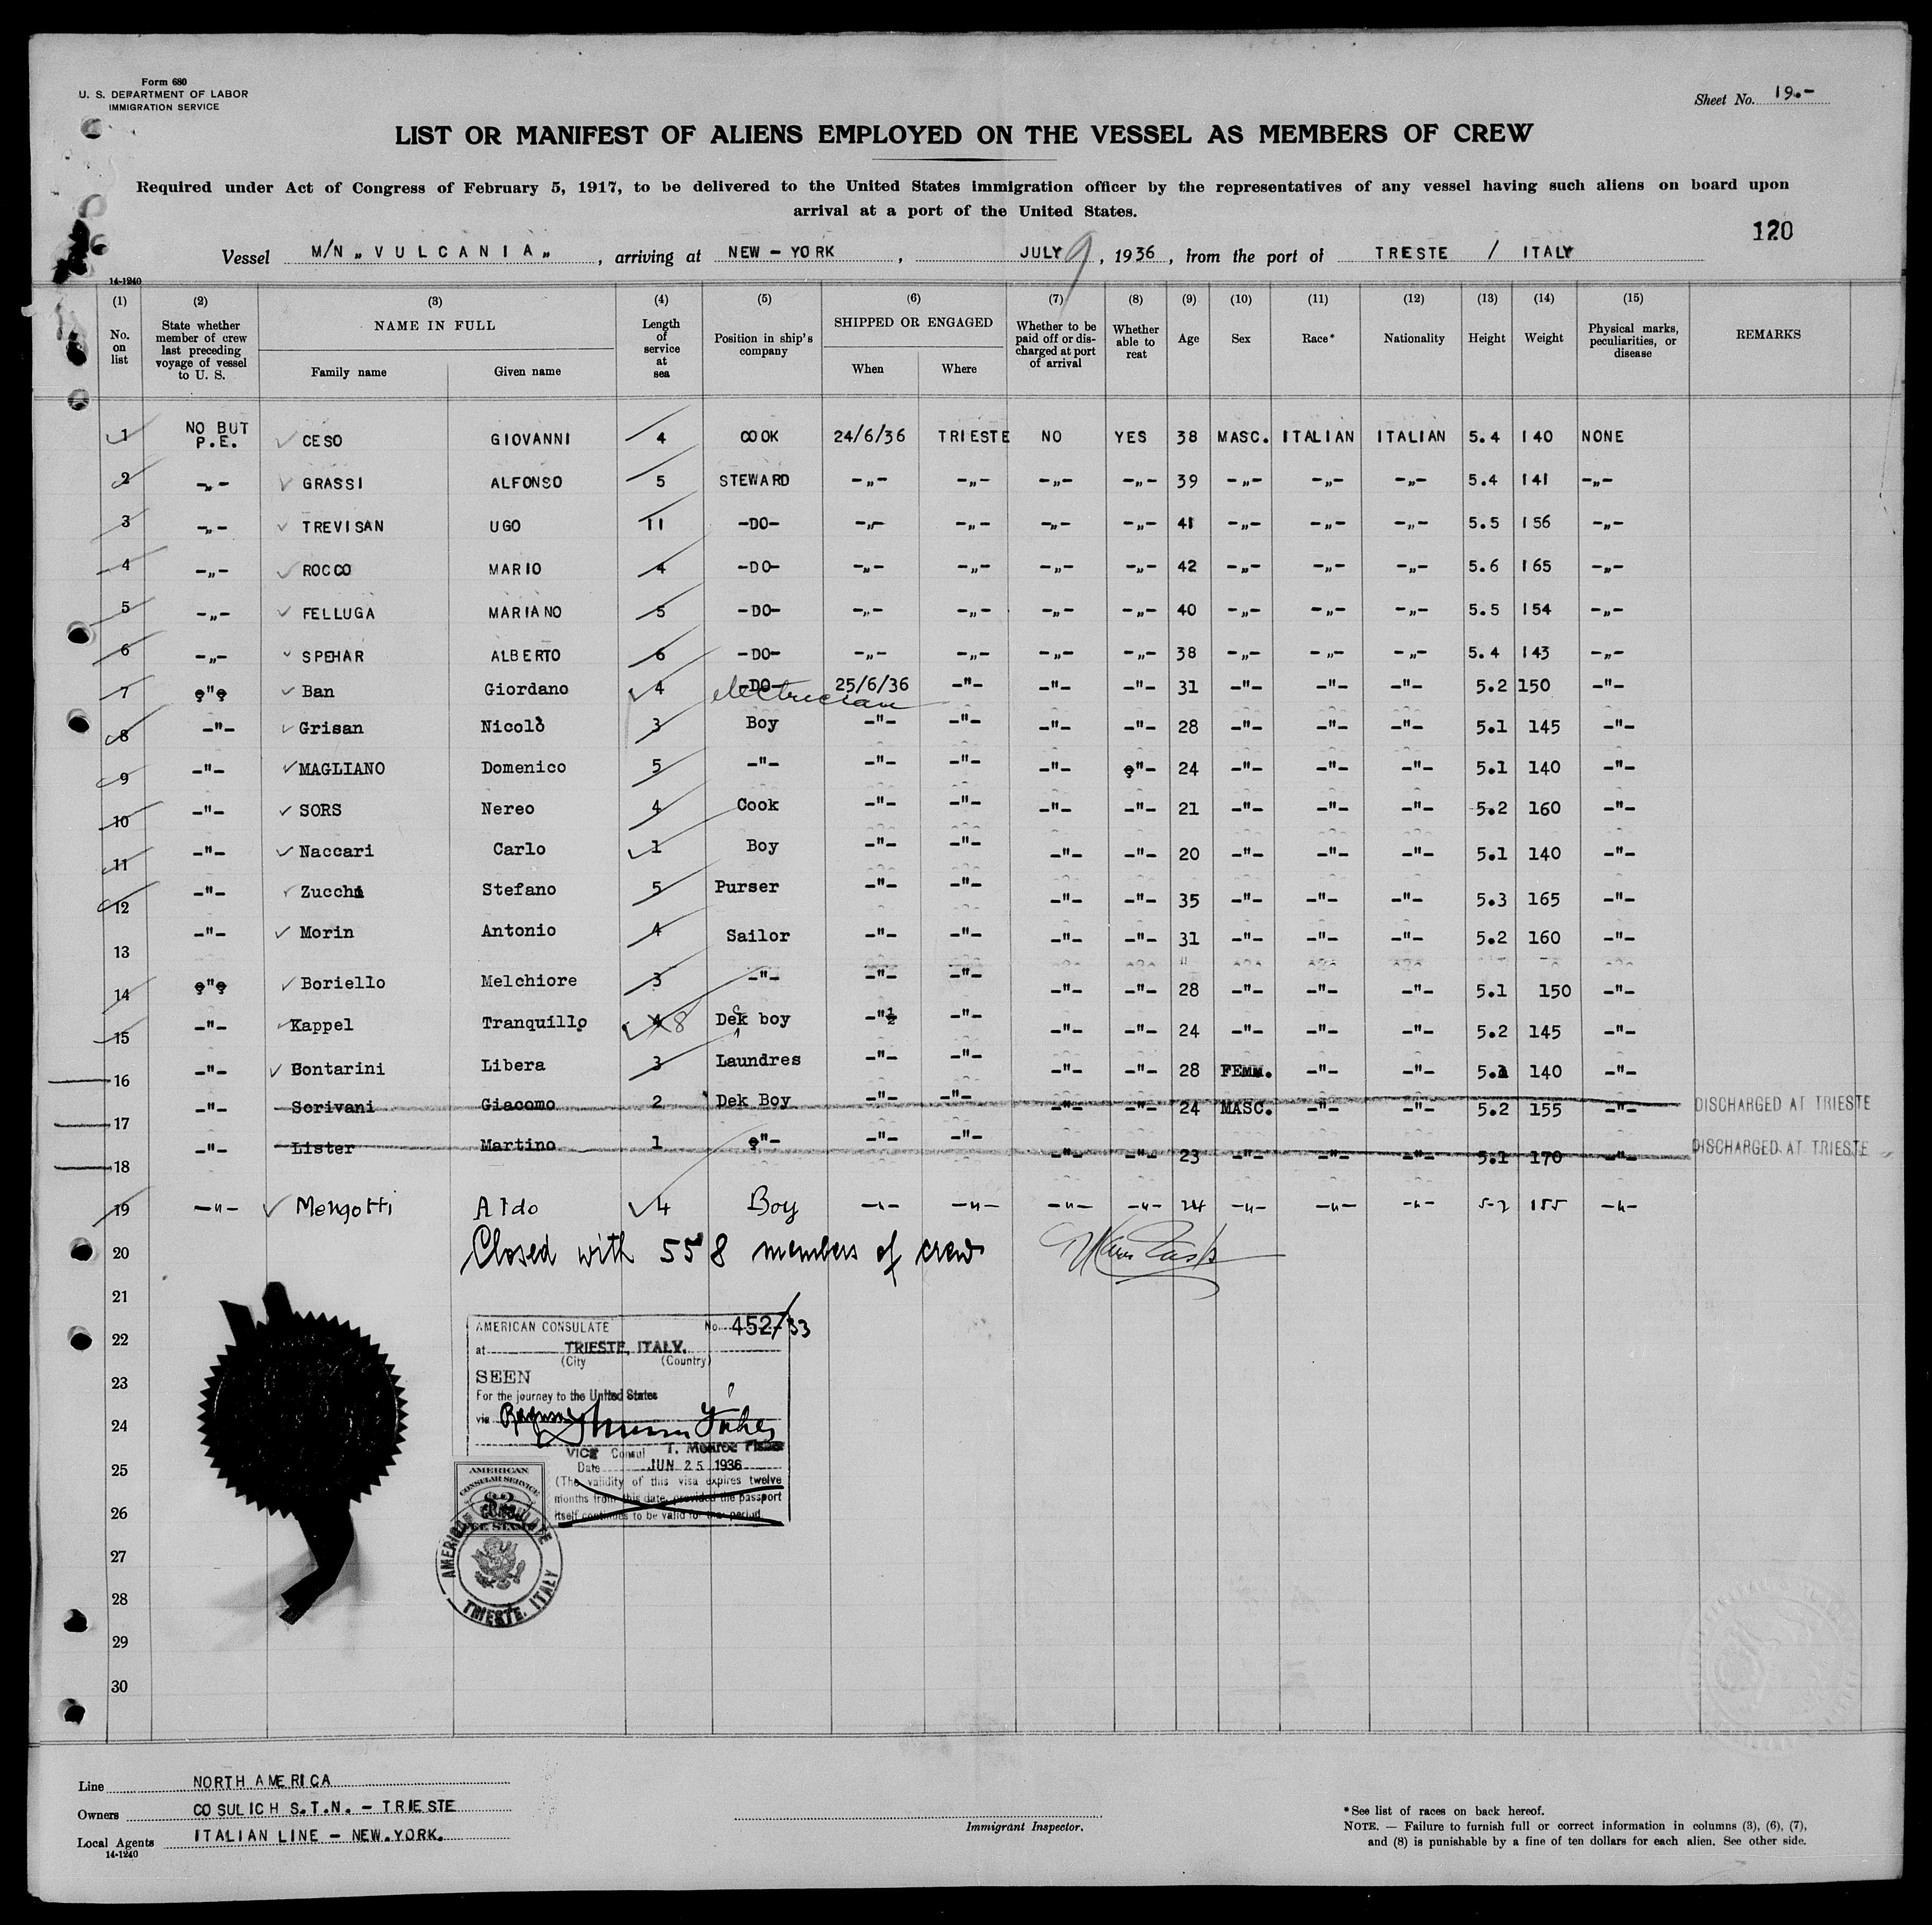 Form 680
U. S. DEPARTMENT OF LABOR
IMMIGRATION SERVICE
Sheet No. 19.-
LIST OR MANIFEST OF ALIENS EMPLOYED ON THE VESSEL AS MEMBERS OF CREW
Required under Act of Congress of February 5, 1917, to be delivered to the United States immigration officer by the representatives of any vessel having such aliens on board upon
arrival at a port of the United States.
120
Vessel M/N „VULCANIA„ , arriving at NEW-YORK , JULY 9, 1936, from the port of TRESTE / ITALY
14-1240
(1) (2) (3) (4) (5) (6) (7) (8) (9) (10) (11) (12) (13) (14) (15)
No. on list
State whether member of crew last preceding voyage of vessel to U. S.
NAME IN FULL
Family name Given name
Length of service at sea
Position in ship's company
SHIPPED OR ENGAGED
When Where
Whether to be paid off or discharged at port of arrival
Whether able to reat
Age Sex Race* Nationality Height Weight
Physical marks, peculiarities, or disease
REMARKS
1 NO BUT P.E. CESO GIOVANNI 4 COOK 24/6/36 TRIESTE NO YES 38 MASC. ITALIAN ITALIAN 5.4 140 NONE
2 -„- GRASSI ALFONSO 5 STEWARD -„- -„- -„- -„- 39 -„- -„- -„- 5.4 141 -„-
3 -„- TREVISAN UGO 11 -DO- -„- -„- -„- -„- 41 -„- -„- -„- 5.5 156 -„-
4 -„- ROCCO MARIO 4 -DO- -„- -„- -„- -„- 42 -„- -„- -„- 5.6 165 -„-
5 -„- FELLUGA MARIANO 5 -DO- -„- -„- -„- -„- 40 -„- -„- -„- 5.5 154 -„-
6 -„- SPEHAR ALBERTO 6 -DO- -„- -„- -„- -„- 38 -„- -„- -„- 5.4 143 -„-
7 -"- Ban Giordano 4 -DO- electrician 25/6/36 -"- -"- -"- 31 -"- -"- -"- 5.2 150 -"-
8 -"- Grisan Nicolò 3 Boy -"- -"- -"- -"- 28 -"- -"- -"- 5.1 145 -"-
9 -"- MAGLIANO Domenico 5 -"- -"- -"- -"- -"- 24 -"- -"- -"- 5.1 140 -"-
10 -"- SORS Nereo 4 Cook -"- -"- -"- -"- 21 -"- -"- -"- 5.2 160 -"-
11 -"- Naccari Carlo 1 Boy -"- -"- -"- -"- 20 -"- -"- -"- 5.1 140 -"-
12 -"- Zucchi Stefano 5 Purser -"- -"- -"- -"- 35 -"- -"- -"- 5.3 165 -"-
13 -"- Morin Antonio 4 Sailor -"- -"- -"- -"- 31 -"- -"- -"- 5.2 160 -"-
14 -"- Boriello Melchiore 3 -"- -"- -"- -"- -"- 28 -"- -"- -"- 5.1 150 -"-
15 -"- Kappel Tranquillo 4 8 Dek boy -"- -"- -"- -"- 24 -"- -"- -"- 5.2 145 -"-
16 -"- Contarini Libera 3 Laundres -"- -"- -"- -"- 28 FEMM. -"- -"- 5.1 140 -"-
17 -"- Scrivani Giacomo 2 Dek Boy -"- -"- -"- -"- 24 MASC. -"- -"- 5.2 155 -"- DISCHARGED AT TRIESTE
18 -"- Lister Martino 1 -"- -"- -"- -"- -"- 23 -"- -"- -"- 5.1 170 -"- DISCHARGED AT TRIESTE
19 -"- Mengotti Aldo 4 Boy -"- -"- -"- -"- 24 -"- -"- -"- 5-2 155 -"-
20 Closed with 558 members of crew
21
22
23
24
25
26
27
28
29
30
AMERICAN CONSULATE No. 452/33
at TRIESTE, ITALY.
(City (Country)
SEEN
For the journey to the United States
via
VICE Consul T. Monroe Fisher
Date JUN 25 1936
(The validity of this visa expires twelve
months from this date, provided the passport
itself continues to be valid for that period.
AMERICAN
CONSULAR SERVICE
$2
FEE STAMP
AMERICAN CONSULATE
TRIESTE, ITALY
Line NORTH AMERICA
Owners COSULICH S.T.N. - TRIESTE
Local Agents ITALIAN LINE - NEW.YORK.
14-1240
Immigrant Inspector.
*See list of races on back hereof.
NOTE. — Failure to furnish full or correct information in columns (3), (6), (7),
and (8) is punishable by a fine of ten dollars for each alien. See other side.